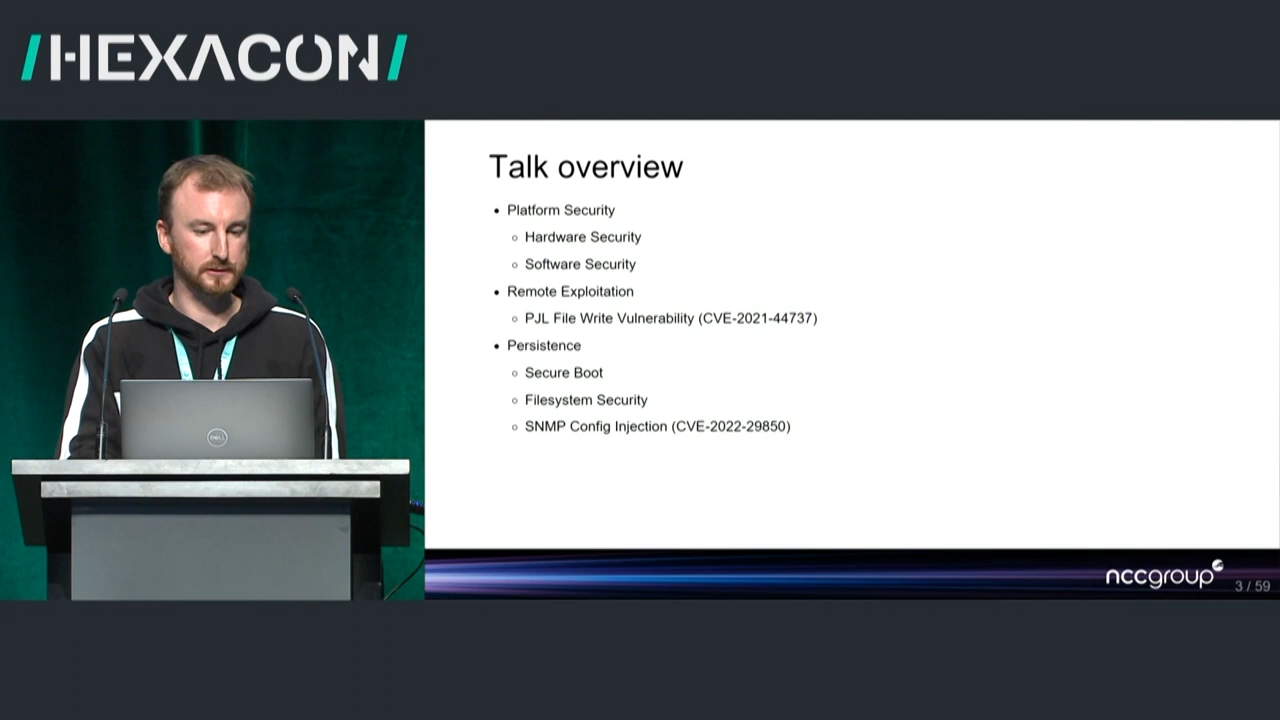 /HEXACON/
Talk overview
• Platform Security
○ Hardware Security
○ Software Security
• Remote Exploitation
○ PJL File Write Vulnerability (CVE-2021-44737)
• Persistence
○ Secure Boot
○ Filesystem Security
○ SNMP Config Injection (CVE-2022-29850)
DELL
nccgroup
3 / 59